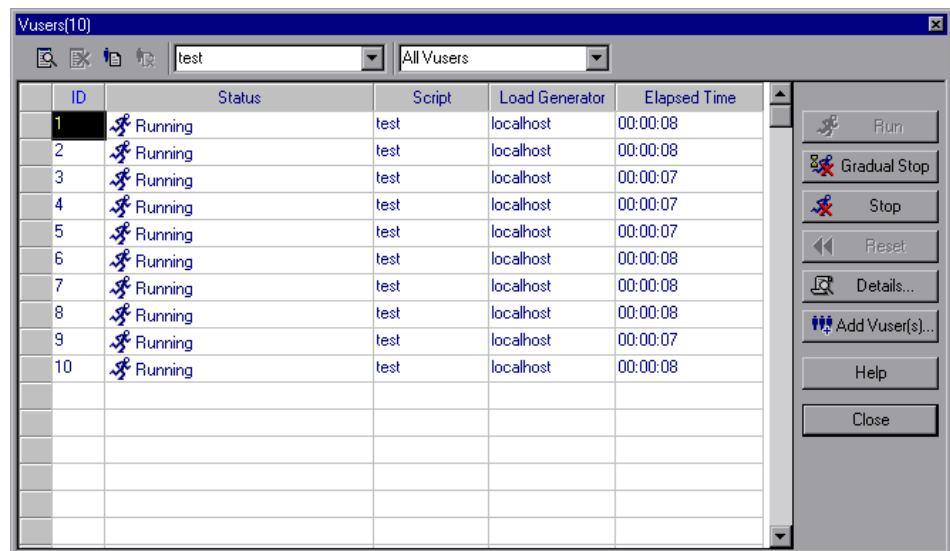 Vusers(10)
test All Vusers
ID Status Script Load Generator Elapsed Time
1 Running test localhost 00:00:08
2 Running test localhost 00:00:08
3 Running test localhost 00:00:07
4 Running test localhost 00:00:07
5 Running test localhost 00:00:07
6 Running test localhost 00:00:08
7 Running test localhost 00:00:08
8 Running test localhost 00:00:08
9 Running test localhost 00:00:07
10 Running test localhost 00:00:08
Run
Gradual Stop
Stop
Reset
Details...
Add Vuser(s)...
Help
Close